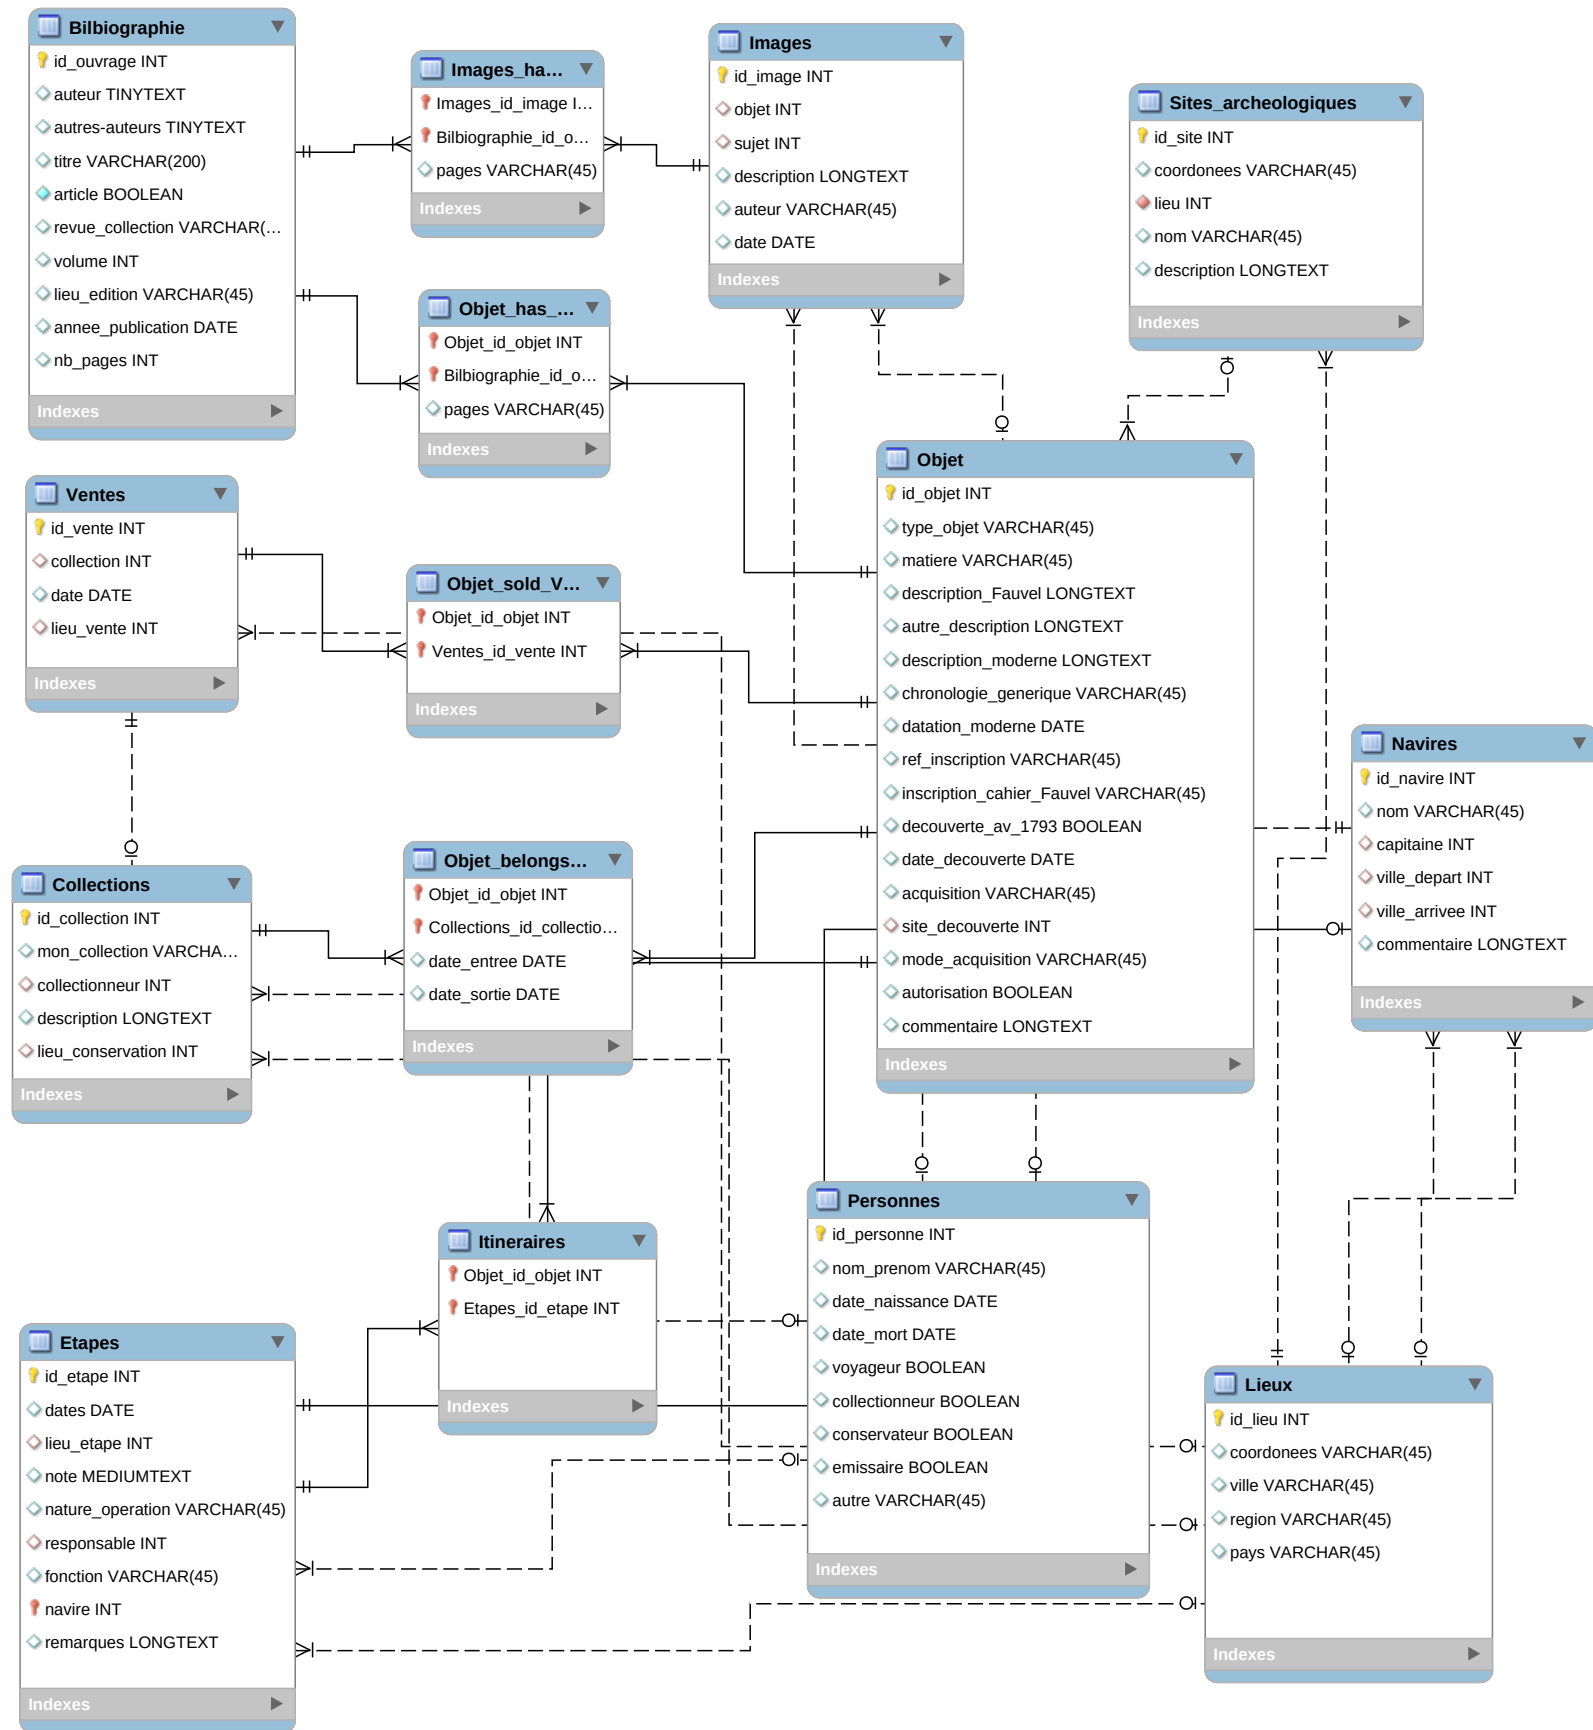 Bilbiographie
id_ouvrage INT
auteur TINYTEXT
autres-auteurs TINYTEXT
titre VARCHAR(200)
article BOOLEAN
revue_collection VARCHAR(...
volume INT
lieu_edition VARCHAR(45)
annee_publication DATE
nb_pages INT
Indexes
Images_ha...
Images_id_image I...
Bilbiographie_id_o...
pages VARCHAR(45)
Indexes
Images
id_image INT
objet INT
sujet INT
description LONGTEXT
auteur VARCHAR(45)
date DATE
Indexes
Sites_archeologiques
id_site INT
coordonees VARCHAR(45)
lieu INT
nom VARCHAR(45)
description LONGTEXT
Indexes
Objet_has_...
Objet_id_objet INT
Bilbiographie_id_o...
pages VARCHAR(45)
Indexes
Ventes
id_vente INT
collection INT
date DATE
lieu_vente INT
Indexes
Objet_sold_V...
Objet_id_objet INT
Ventes_id_vente INT
Indexes
Objet
id_objet INT
type_objet VARCHAR(45)
matiere VARCHAR(45)
description_Fauvel LONGTEXT
autre_description LONGTEXT
description_moderne LONGTEXT
chronologie_generique VARCHAR(45)
datation_moderne DATE
ref_inscription VARCHAR(45)
inscription_cahier_Fauvel VARCHAR(45)
decouverte_av_1793 BOOLEAN
date_decouverte DATE
acquisition VARCHAR(45)
site_decouverte INT
mode_acquisition VARCHAR(45)
autorisation BOOLEAN
commentaire LONGTEXT
Indexes
Navires
id_navire INT
nom VARCHAR(45)
capitaine INT
ville_depart INT
ville_arrivee INT
commentaire LONGTEXT
Indexes
Collections
id_collection INT
mon_collection VARCHA...
collectionneur INT
description LONGTEXT
lieu_conservation INT
Indexes
Objet_belongs...
Objet_id_objet INT
Collections_id_collectio...
date_entree DATE
date_sortie DATE
Indexes
Itineraires
Objet_id_objet INT
Etapes_id_etape INT
Indexes
Personnes
id_personne INT
nom_prenom VARCHAR(45)
date_naissance DATE
date_mort DATE
voyageur BOOLEAN
collectionneur BOOLEAN
conservateur BOOLEAN
emissaire BOOLEAN
autre VARCHAR(45)
Indexes
Etapes
id_etape INT
dates DATE
lieu_etape INT
note MEDIUMTEXT
nature_operation VARCHAR(45)
responsable INT
fonction VARCHAR(45)
navire INT
remarques LONGTEXT
Indexes
Lieux
id_lieu INT
coordonees VARCHAR(45)
ville VARCHAR(45)
region VARCHAR(45)
pays VARCHAR(45)
Indexes